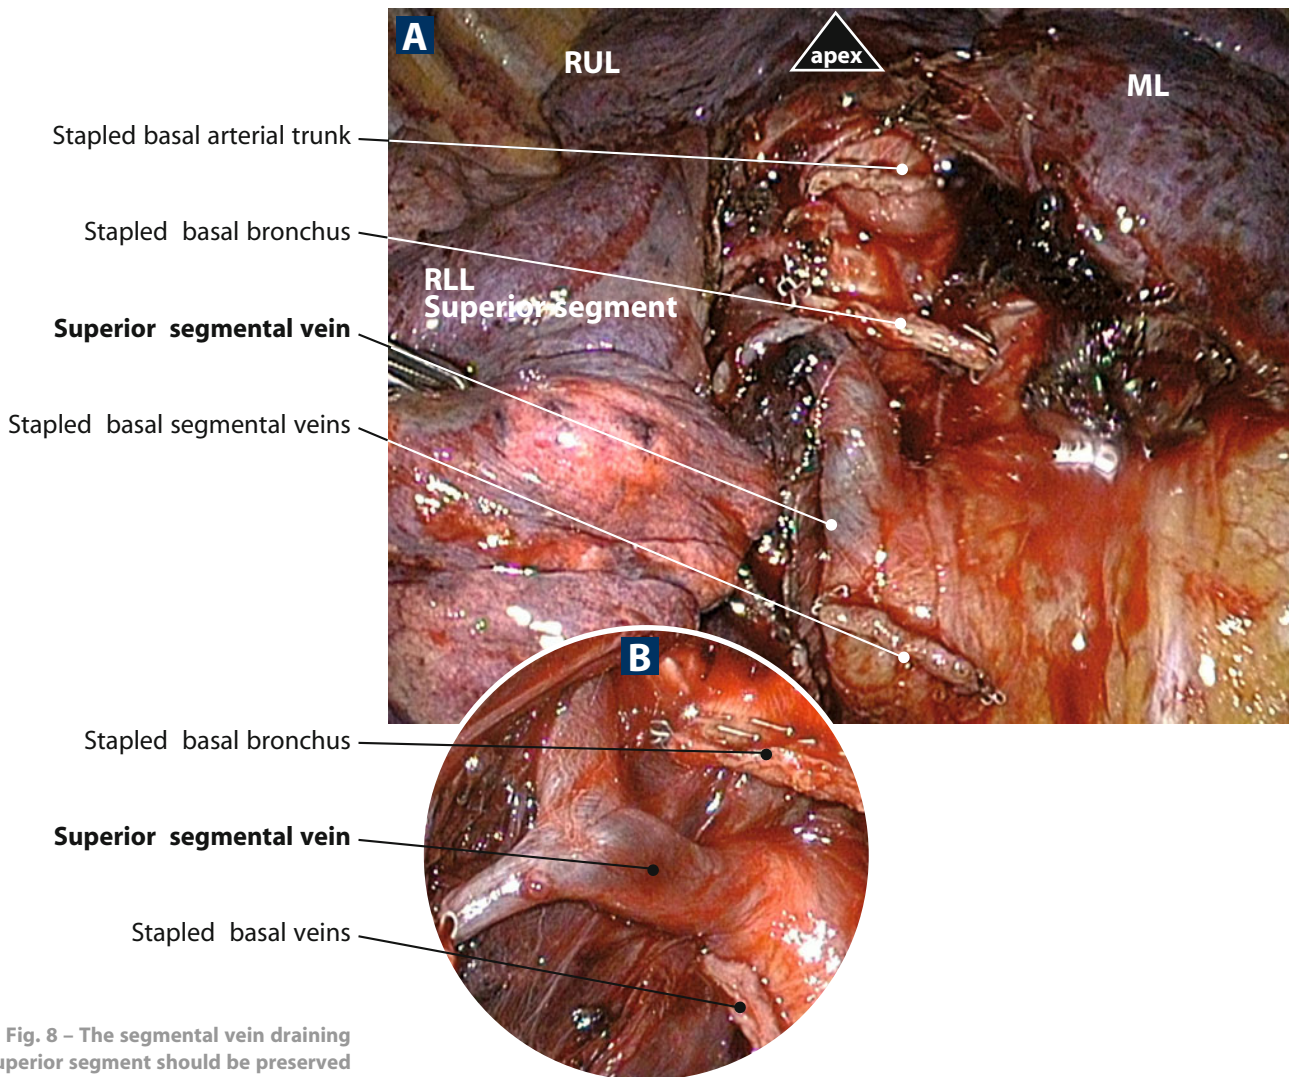 A
RUL
apex
ML
Stapled basal arterial trunk
Stapled basal bronchus
RLL
Superior segment
Superior segmental vein
Stapled basal segmental veins
B
Stapled basal bronchus
Superior segmental vein
Stapled basal veins
Fig. 8 – The segmental vein draining
uperior segment should be preserved